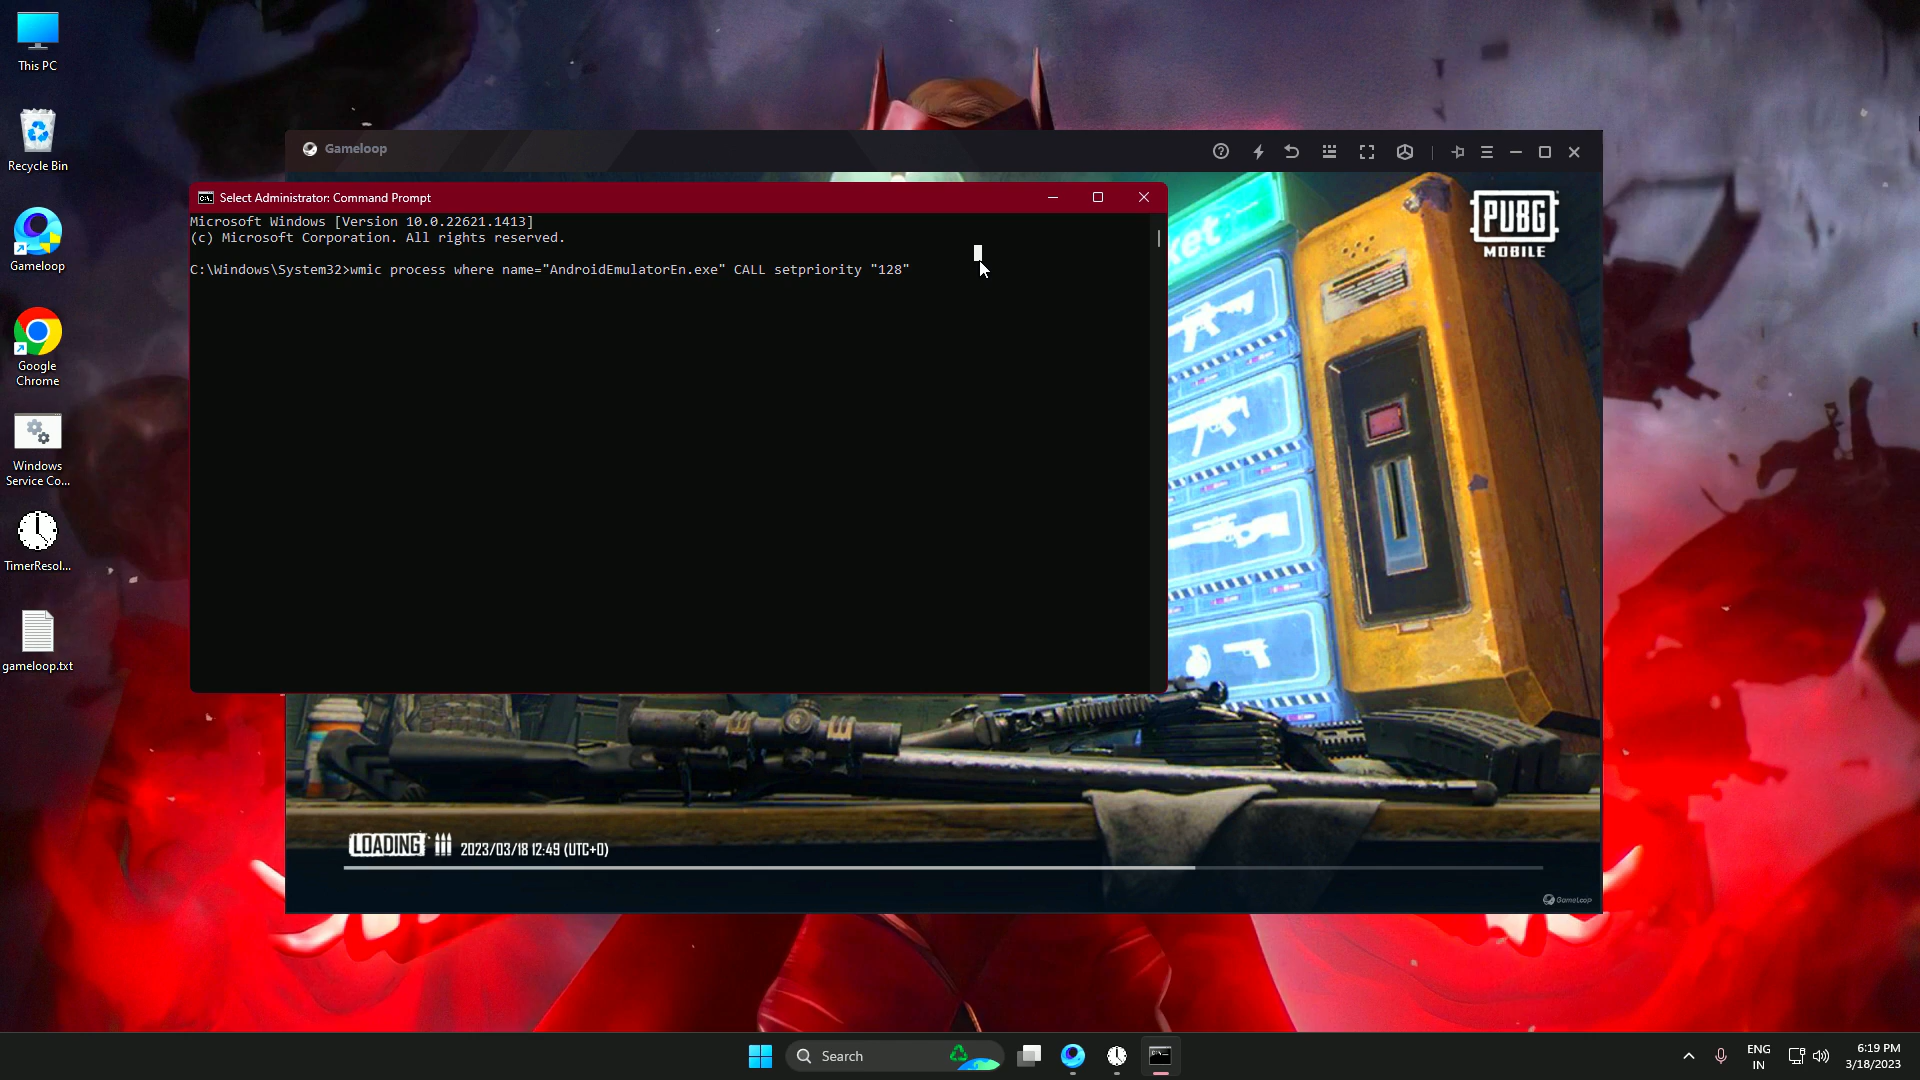 This PC
Recycle Bin
Gameloop
Google
Chrome
Windows
Service Co...
TimerResol...
gameloop.txt
Gameloop
Select Administrator: Command Prompt
Microsoft Windows [Version 10.0.22621.1413]
(c) Microsoft Corporation. All rights reserved.
C:\Windows\System32>wmic process where name="AndroidEmulatorEn.exe" CALL setpriority "128"
ket
PUBG
MOBILE
LOADING 2023/03/18 12:49 (UTC+0)
GameLoop
Search
ENG
IN
6:19 PM
3/18/2023